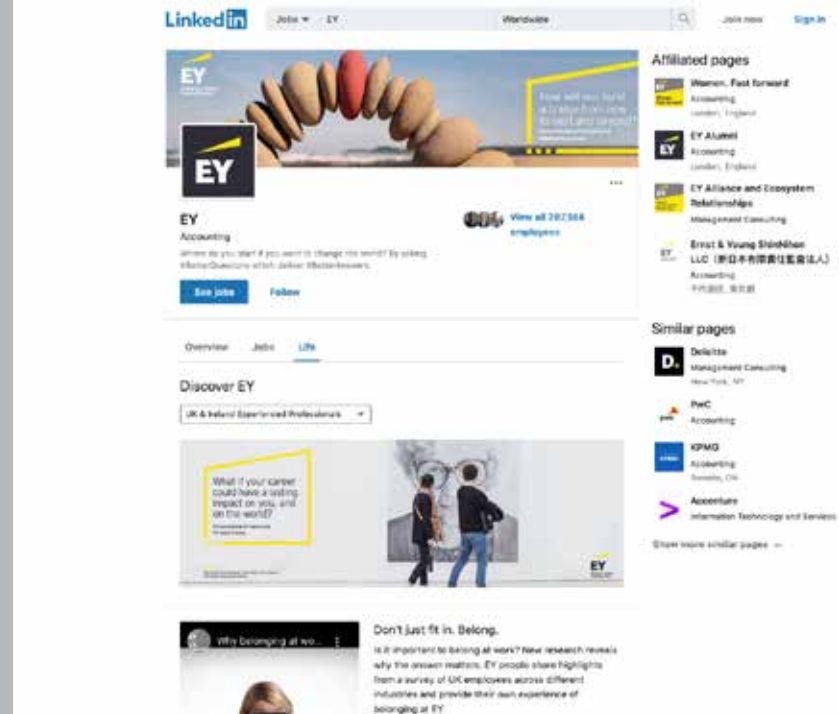 LinkedIn
Jobs EY Worldwide
Join now Sign in
EY
How will you
EY
EY
Accounting
Where do you start if you want to change the world? By asking
#BetterQuestions which deliver #BetterAnswers.
View all
employees
See jobs Follow
Overview Jobs Life
Discover EY
UK & Ireland Experienced Professionals
What if your career
could have a lasting
impact on you, and
on the world?
EY
Why belonging at wo...
Don't just fit in. Belong.
Is it important to belong at work? New research reveals
why the answer matters. EY people share highlights
from a survey of UK employees across different
industries and provide their own experience of
belonging at EY
Affiliated pages
Women. Fast forward
Accounting
London, England
EY
EY Alumni
Accounting
London, England
EY Alliance and Ecosystem
Relationships
Management Consulting
EY
Ernst & Young ShinNihon
LLC（新日本有限責任監査法人）
Accounting
Similar pages
D.
Deloitte
Management Consulting
New York, NY
pwc
PwC
Accounting
KPMG
KPMG
Accounting
Toronto, ON
Accenture
Information Technology and Services
Show more similar pages